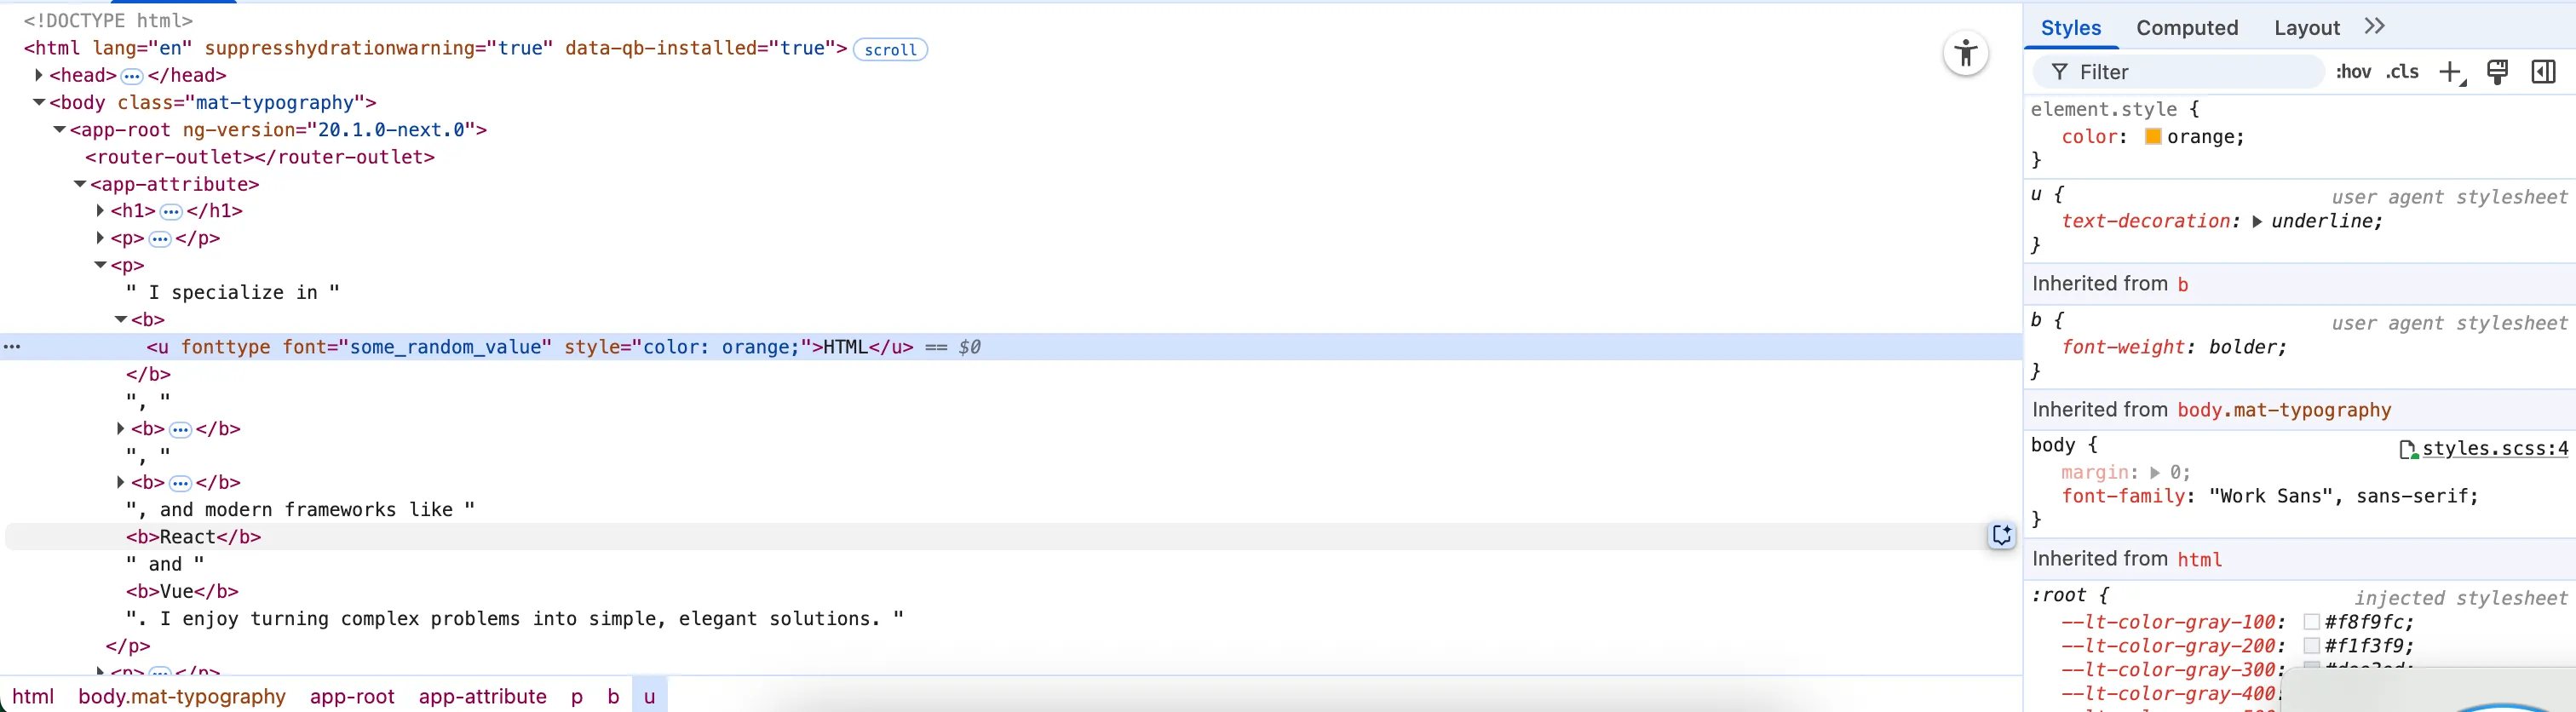 <!DOCTYPE html>
<html lang="en" suppresshydrationwarning="true" data-qb-installed="true"> scroll
<head> ••• </head>
<body class="mat-typography">
<app-root ng-version="20.1.0-next.0">
<router-outlet></router-outlet>
<app-attribute>
<h1> ••• </h1>
<p> ••• </p>
<p>
" I specialize in "
<b>
••• <u fonttype font="some_random_value" style="color: orange;">HTML</u> == $0
</b>
", "
<b> ••• </b>
", "
<b> ••• </b>
", and modern frameworks like "
<b>React</b>
" and "
<b>Vue</b>
". I enjoy turning complex problems into simple, elegant solutions. "
</p>
<p> ••• </p>
html body.mat-typography app-root app-attribute p b u
Styles Computed Layout
Filter :hov .cls
element.style {
color: orange;
}
u { user agent stylesheet
text-decoration: underline;
}
Inherited from b
b { user agent stylesheet
font-weight: bolder;
}
Inherited from body.mat-typography
body { styles.scss:4
margin: 0;
font-family: "Work Sans", sans-serif;
}
Inherited from html
:root { injected stylesheet
--lt-color-gray-100: #f8f9fc;
--lt-color-gray-200: #f1f3f9;
--lt-color-gray-300:
--lt-color-gray-400: